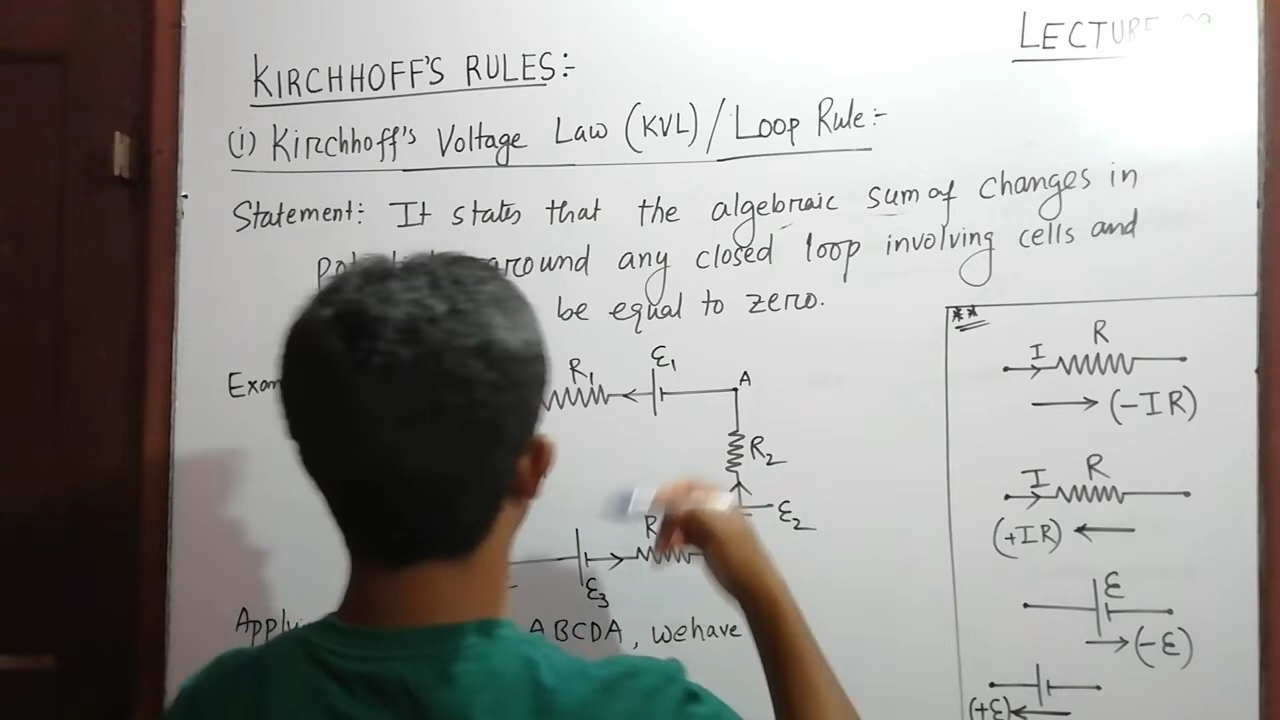 LECTURE
KIRCHHOFF'S RULES:-
(i) Kirchhoff's Voltage Law (KVL) / Loop Rule:-
Statement: It states that the algebraic sum of changes in
around any closed loop involving cells and
be equal to zero.
**
R
I
(-IR)
R
I
(+IR)
ε
(-ε)
(+ε)
R₁ ε₁ A
R₂
ε₂
R
ε₃
ABCDA, we have